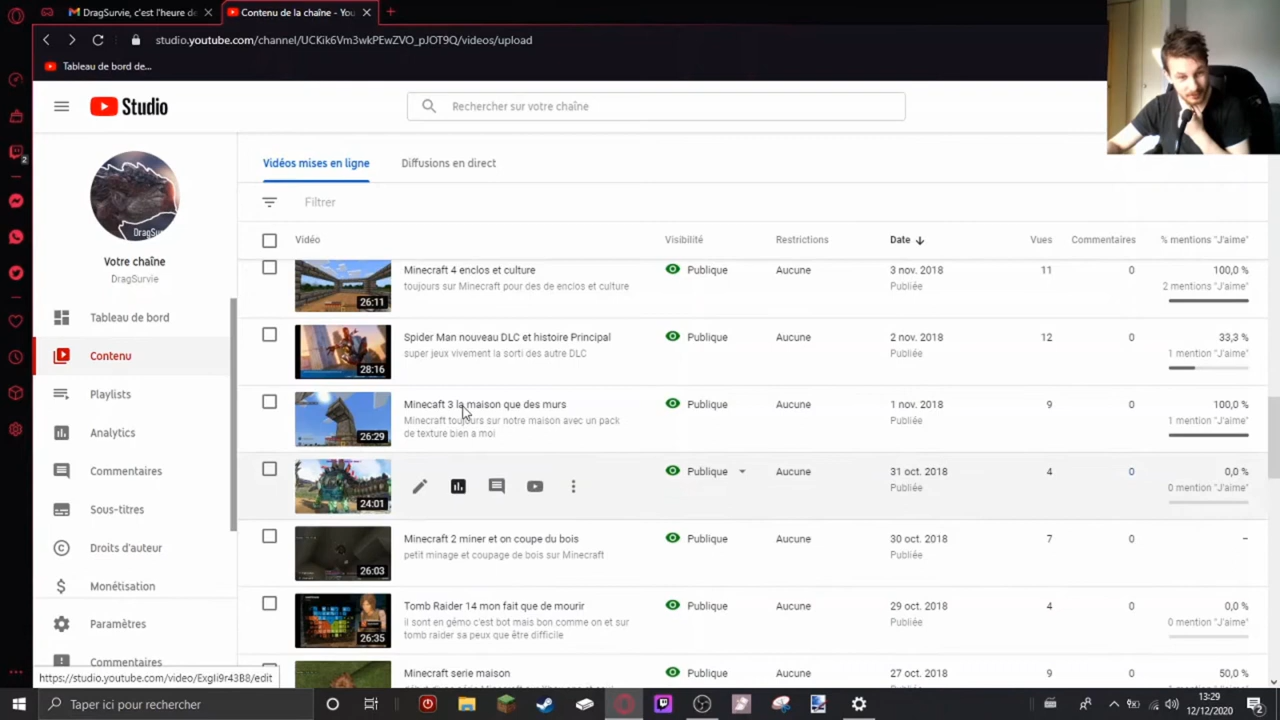 DragSurvie, c'est l'heure de
Contenu de la chaîne - You
studio.youtube.com/channel/UCKik6Vm3wkPEwZVO_pJOT9Q/videos/upload
Tableau de bord de...
Studio
Rechercher sur votre chaîne
DragSurvie
Votre chaîne
DragSurvie
Tableau de bord
Contenu
Playlists
Analytics
Commentaires
Sous-titres
Droits d'auteur
Monétisation
Paramètres
Commentaires
Vidéos mises en ligne
Diffusions en direct
Filtrer
Vidéo Visibilité Restrictions Date Vues Commentaires % mentions "J'aime"
26:11 Minecraft 4 enclos et culture Publique Aucune 3 nov. 2018 11 0 100,0 %
toujours sur Minecraft pour des de enclos et culture Publiée 2 mentions "J'aime"
28:16 Spider Man nouveau DLC et histoire Principal Publique Aucune 2 nov. 2018 12 0 33,3 %
super jeux vivement la sorti des autre DLC Publiée 1 mention "J'aime"
26:29 Minecaft 3 la maison que des murs Publique Aucune 1 nov. 2018 9 0 100,0 %
Minecraft toujours sur notre maison avec un pack Publiée 1 mention "J'aime"
de texture bien a moi
24:01 Publique Aucune 31 oct. 2018 4 0 0,0 %
Publiée 0 mention "J'aime"
26:03 Minecraft 2 miner et on coupe du bois Publique Aucune 30 oct. 2018 7 0 –
petit minage et coupage de bois sur Minecraft Publiée
26:35 Tomb Raider 14 mon fait que de mourir Publique Aucune 29 oct. 2018 4 0 0,0 %
il sont en gémo c'est bot mais bon comme on et sur Publiée 0 mention "J'aime"
tomb raider sa peux que être difficile
Minecraft serie maison Publique Aucune 27 oct. 2018 9 0 50,0 %
https://studio.youtube.com/video/ExgIi9r43B8/edit
Taper ici pour rechercher
13:29
12/12/2020
2
2